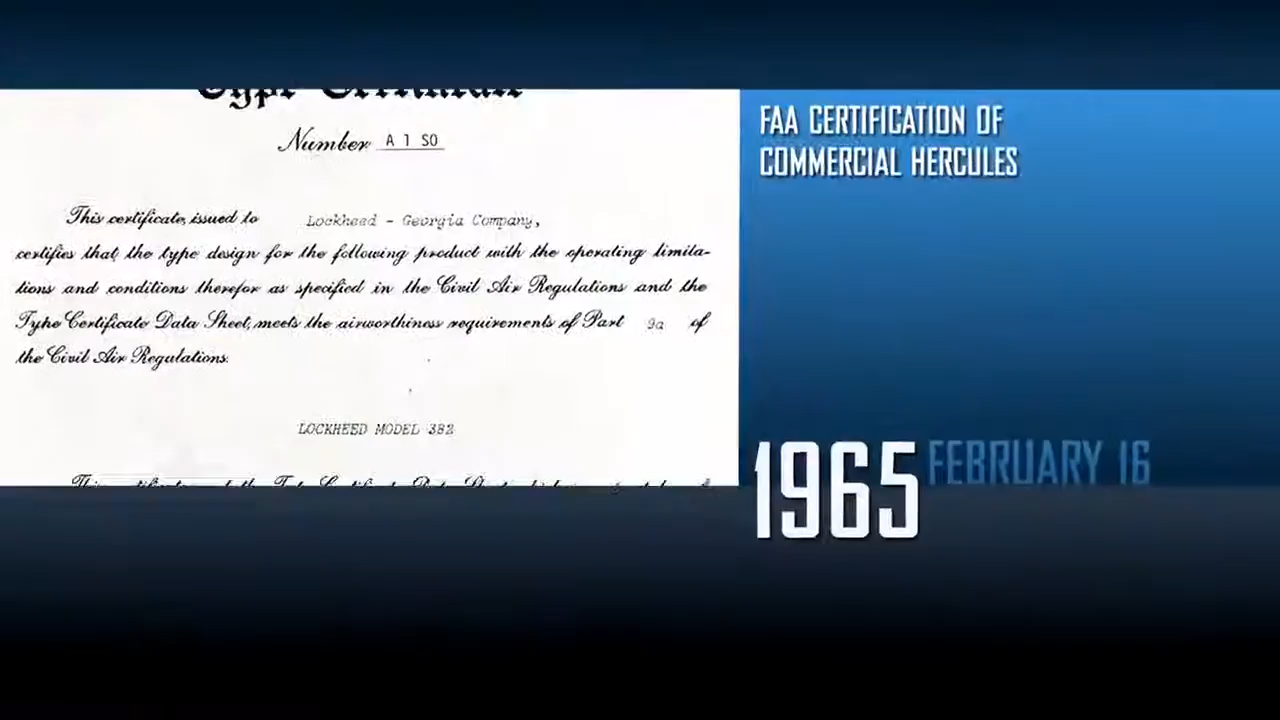 Type Certificate
Number A 1 SO
This certificate, issued to Lockheed - Georgia Company,
certifies that the type design for the following product with the operating limita-
tions and conditions therefor as specified in the Civil Air Regulations and the
Type Certificate Data Sheet, meets the airworthiness requirements of Part 9a of
the Civil Air Regulations.
LOCKHEED MODEL 382
FAA CERTIFICATION OF
COMMERCIAL HERCULES
1965 FEBRUARY 16